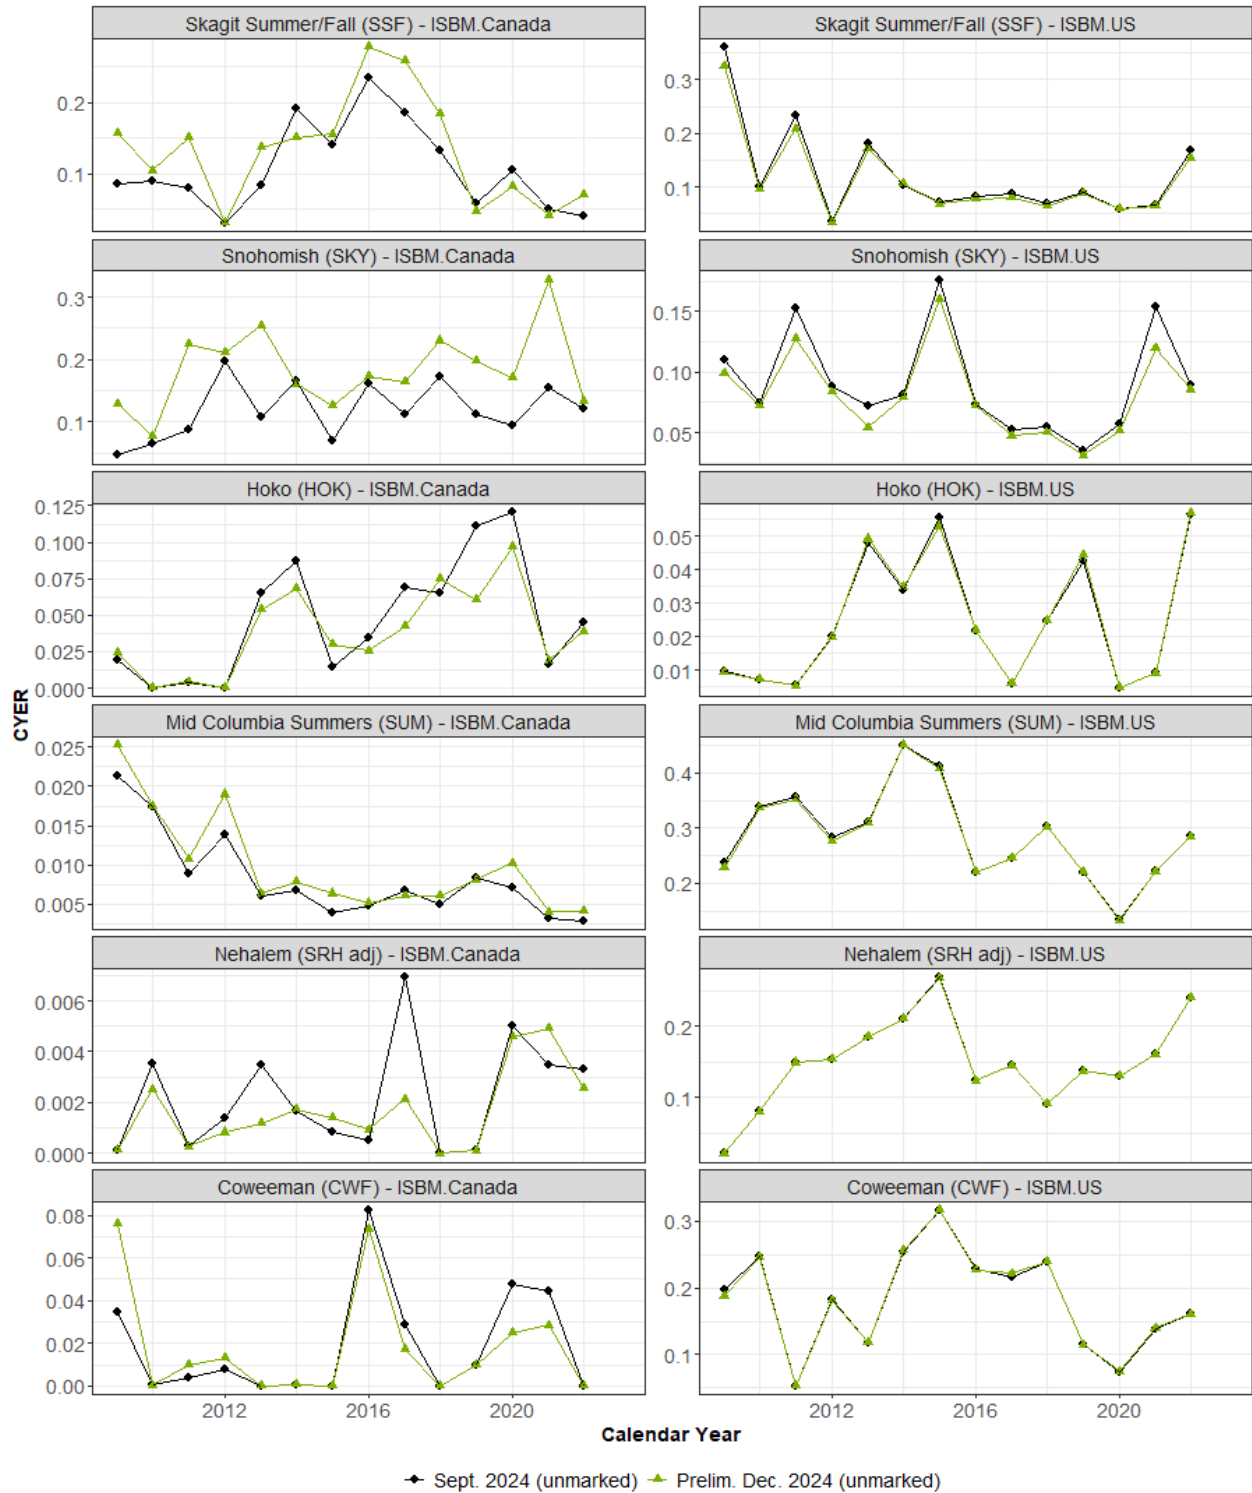 Skagit Summer/Fall (SSF) - ISBM.Canada
0.2
0.1
Skagit Summer/Fall (SSF) - ISBM.US
0.3
0.2
0.1
Snohomish (SKY) - ISBM.Canada
0.3
0.2
0.1
Snohomish (SKY) - ISBM.US
0.15
0.10
0.05
Hoko (HOK) - ISBM.Canada
0.125
0.100
0.075
0.050
0.025
0.000
Hoko (HOK) - ISBM.US
0.05
0.04
0.03
0.02
0.01
CYER
Mid Columbia Summers (SUM) - ISBM.Canada
0.025
0.020
0.015
0.010
0.005
Mid Columbia Summers (SUM) - ISBM.US
0.4
0.3
0.2
Nehalem (SRH adj) - ISBM.Canada
0.006
0.004
0.002
0.000
Nehalem (SRH adj) - ISBM.US
0.2
0.1
Coweeman (CWF) - ISBM.Canada
0.08
0.06
0.04
0.02
0.00
Coweeman (CWF) - ISBM.US
0.3
0.2
0.1
2012 2016 2020
2012 2016 2020
Calendar Year
Sept. 2024 (unmarked) Prelim. Dec. 2024 (unmarked)